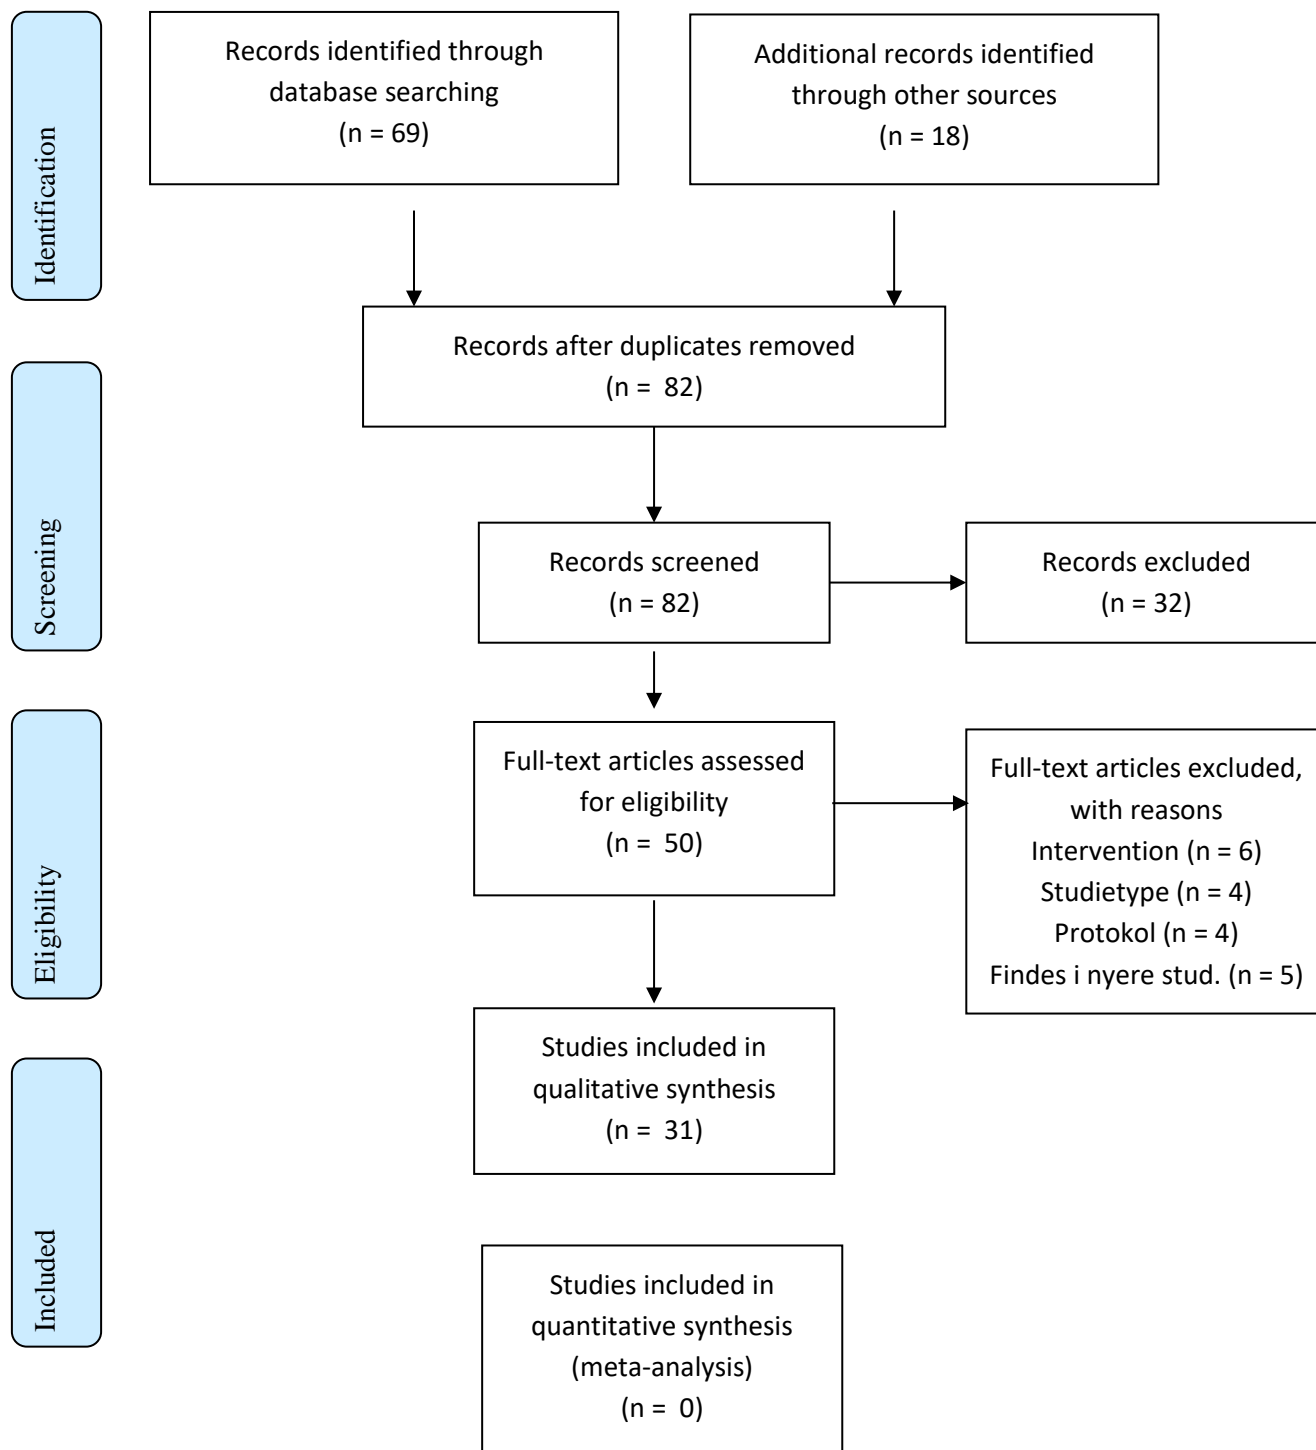 Identification
Records identified through
database searching
(n = 69)
Additional records identified
through other sources
(n = 18)
Records after duplicates removed
(n = 82)
Screening
Records screened
(n = 82)
Records excluded
(n = 32)
Eligibility
Full-text articles assessed
for eligibility
(n = 50)
Full-text articles excluded,
with reasons
Intervention (n = 6)
Studietype (n = 4)
Protokol (n = 4)
Findes i nyere stud. (n = 5)
Included
Studies included in
qualitative synthesis
(n = 31)
Studies included in
quantitative synthesis
(meta-analysis)
(n = 0)